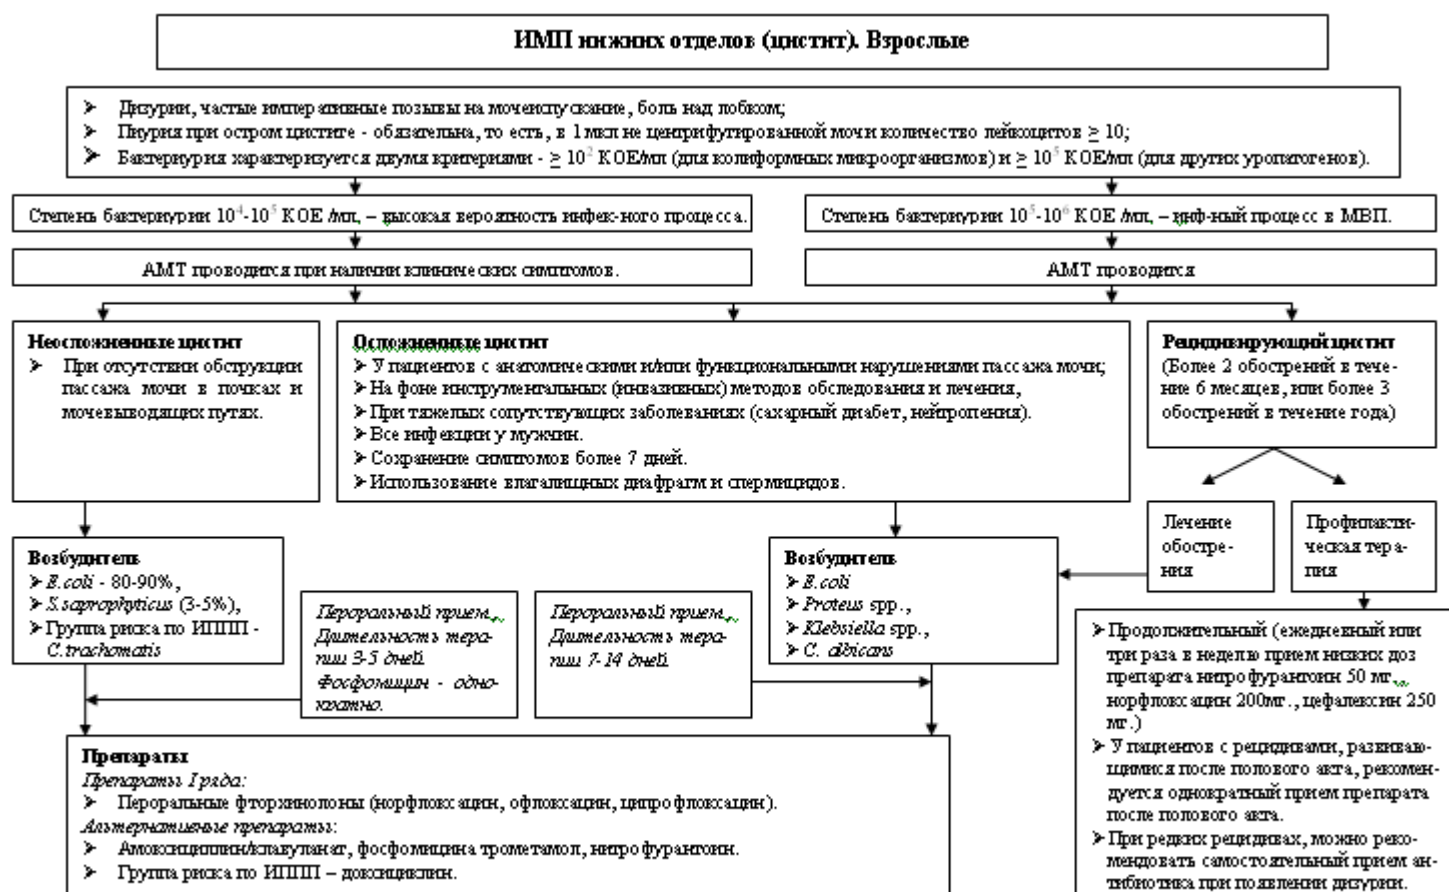 ИМП нижних отделов (цистит). Взрослые
➢ Дизурии, частые императивные позывы на мочеиспускание, боль над лобком;
➢ Пиурия при остром цистите - обязательна, то есть, в 1мкл не центрифугированной мочи количество лейкоцитов ≥ 10;
➢ Бактериурия характеризуется двумя критериями - ≥ 10² КОЕ/мл (для колиформных микроорганизмов) и ≥ 10⁵ КОЕ/мл (для других уропатогенов).
Степень бактериурии 10⁴-10⁵ КОЕ /мл. – высокая вероятность инфек-ного процесса.
Степень бактериурии 10⁵-10⁶ КОЕ /мл. – инф-ный процесс в МВП.
АМТ проводится при наличии клинических симптомов.
АМТ проводится
Неосложненные цистит
➢ При отсутствии обструкции
пассажа мочи в почках и
мочевыводящих путях.
Осложненные цистит
➢ У пациентов с анатомическими и/или функциональными нарушениями пассажа мочи;
➢ На фоне инструментальных (инвазивных) методов обследования и лечения,
➢ При тяжелых сопутствующих заболеваниях (сахарный диабет, нейтропения).
➢ Все инфекции у мужчин.
➢ Сохранение симптомов более 7 дней.
➢ Использование влагалищных диафрагм и спермицидов.
Рецидивирующий цистит
(Более 2 обострений в тече-
ние 6 месяцев, или более 3
обострений в течение года)
Лечение
обостре-
ния
Профилакти-
ческая тера-
пия
Возбудитель
➢ E.coli - 80-90%,
➢ S.saprophyticus (3-5%),
➢ Группа риска по ИППП -
C.trachomatis
Пероральный прием.
Длительность тера-
пии 3-5 дней.
Фосфомицин - одно-
кратно.
Пероральный прием.
Длительность тера-
пии 7-14 дней.
Возбудитель
➢ E.coli
➢ Proteus spp.,
➢ Klebsiella spp.,
➢ C. albicans
➢ Продолжительный (ежедневный или
три раза в неделю прием низких доз
препарата нитрофурантоин 50 мг.,
норфлоксацин 200мг., цефалексин 250
мг.)
➢ У пациентов с рецидивами, развиваю-
щимися после полового акта, рекомен-
дуется однократный прием препарата
после полового акта.
➢ При редких рецидивах, можно реко-
мендовать самостоятельный прием ан-
тибиотика при появлении дизурии.
Препараты
Препараты I ряда:
➢ Пероральные фторхинолоны (норфлоксацин, офлоксацин, ципрофлоксацин).
Альтернативные препараты:
➢ Амоксициллин/клавуланат, фосфомицина трометамол, нитрофурантоин.
➢ Группа риска по ИППП – доксициклин.